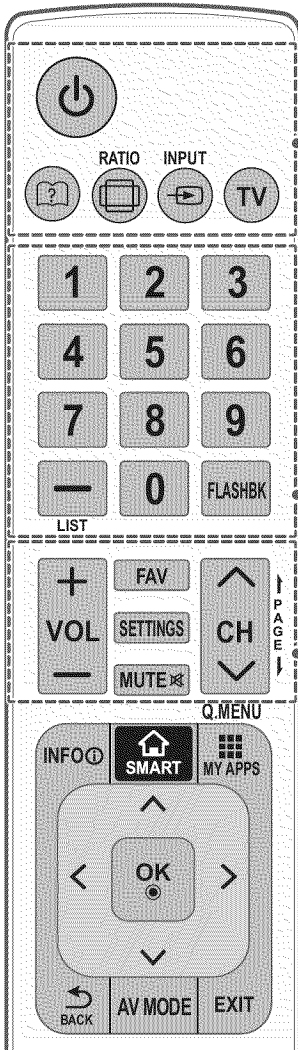 RATIO INPUT
? TV
1 2 3
4 5 6
7 8 9
— 0 FLASHBK
LIST
+ FAV
VOL SETTINGS CH PAGE
— MUTE
Q.MENU
INFO i SMART MY APPS
OK
BACK AV MODE EXIT